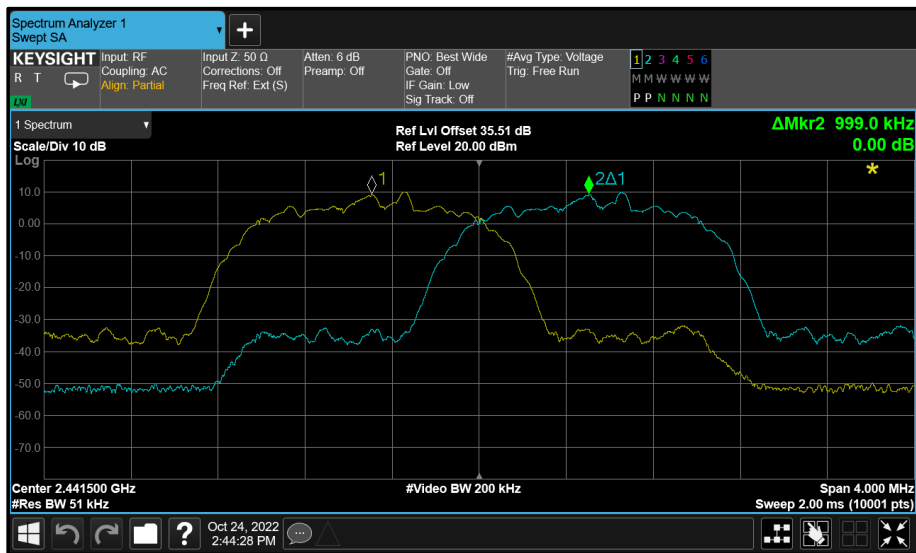 Spectrum Analyzer 1
Swept SA
KEYSIGHT
R T
LXI
Input: RF
Coupling: AC
Align: Partial
Input Z: 50 Ω
Corrections: Off
Freq Ref: Ext (S)
Atten: 6 dB
Preamp: Off
PNO: Best Wide
Gate: Off
IF Gain: Low
Sig Track: Off
#Avg Type: Voltage
Trig: Free Run
1 2 3 4 5 6
M M W W W W
P P N N N N
1 Spectrum
Scale/Div 10 dB
Ref Lvl Offset 35.51 dB
Ref Level 20.00 dBm
ΔMkr2 999.0 kHz
0.00 dB
Log
1
2Δ1
*
10.0
0.00
-10.0
-20.0
-30.0
-40.0
-50.0
-60.0
-70.0
Center 2.441500 GHz
#Video BW 200 kHz
Span 4.000 MHz
#Res BW 51 kHz
Sweep 2.00 ms (10001 pts)
?
Oct 24, 2022
2:44:28 PM